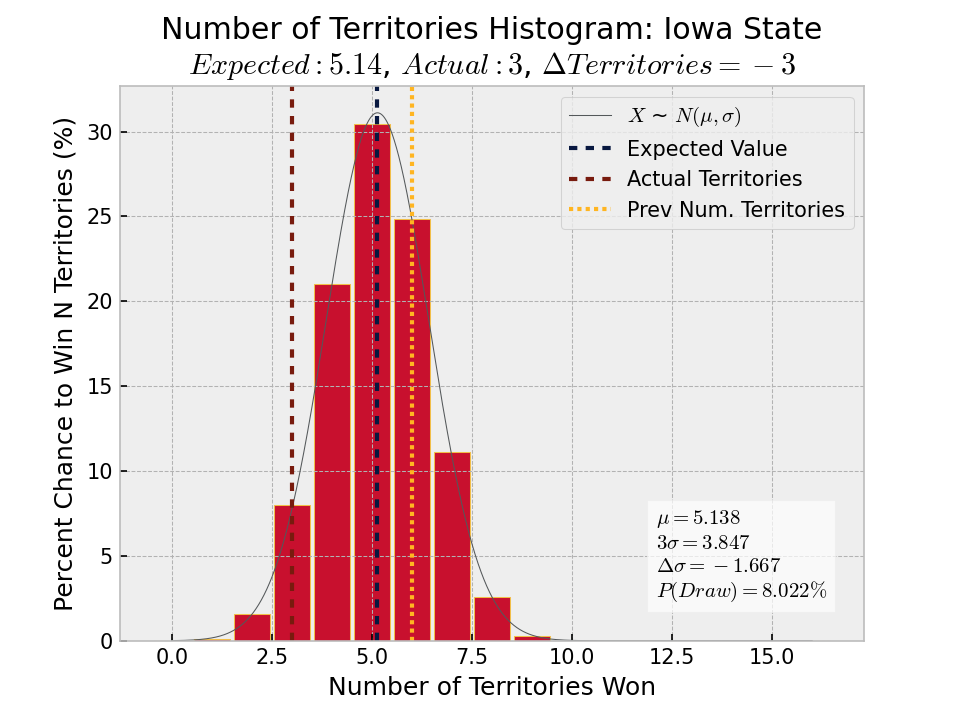 Number of Territories Histogram: Iowa State
Expected : 5.14, Actual : 3, ΔTerritories = −3
Percent Chance to Win N Territories (%)
30
25
20
15
10
5
0
X ∼ N(μ, σ)
Expected Value
Actual Territories
Prev Num. Territories
μ = 5.138
3σ = 3.847
Δσ = −1.667
P(Draw) = 8.022%
0.0 2.5 5.0 7.5 10.0 12.5 15.0
Number of Territories Won